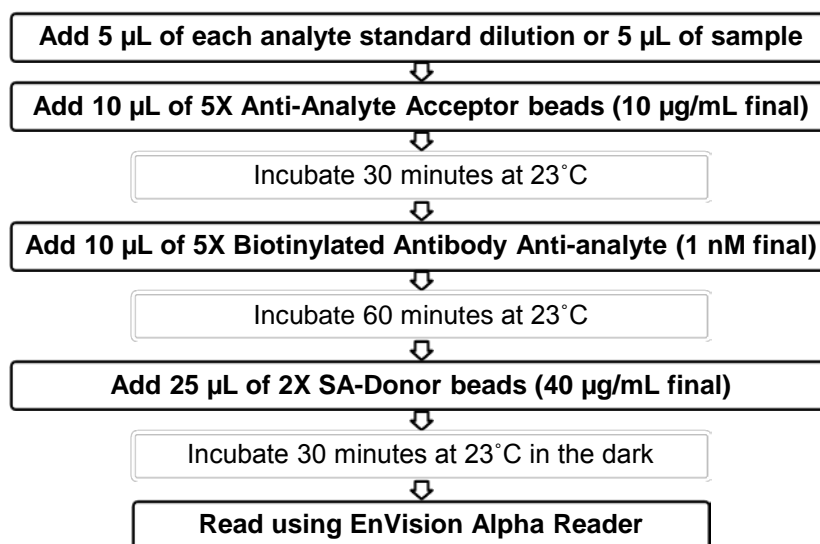 Add 5 µL of each analyte standard dilution or 5 µL of sample
Add 10 µL of 5X Anti-Analyte Acceptor beads (10 µg/mL final)
Incubate 30 minutes at 23˚C
Add 10 µL of 5X Biotinylated Antibody Anti-analyte (1 nM final)
Incubate 60 minutes at 23˚C
Add 25 µL of 2X SA-Donor beads (40 µg/mL final)
Incubate 30 minutes at 23˚C in the dark
Read using EnVision Alpha Reader